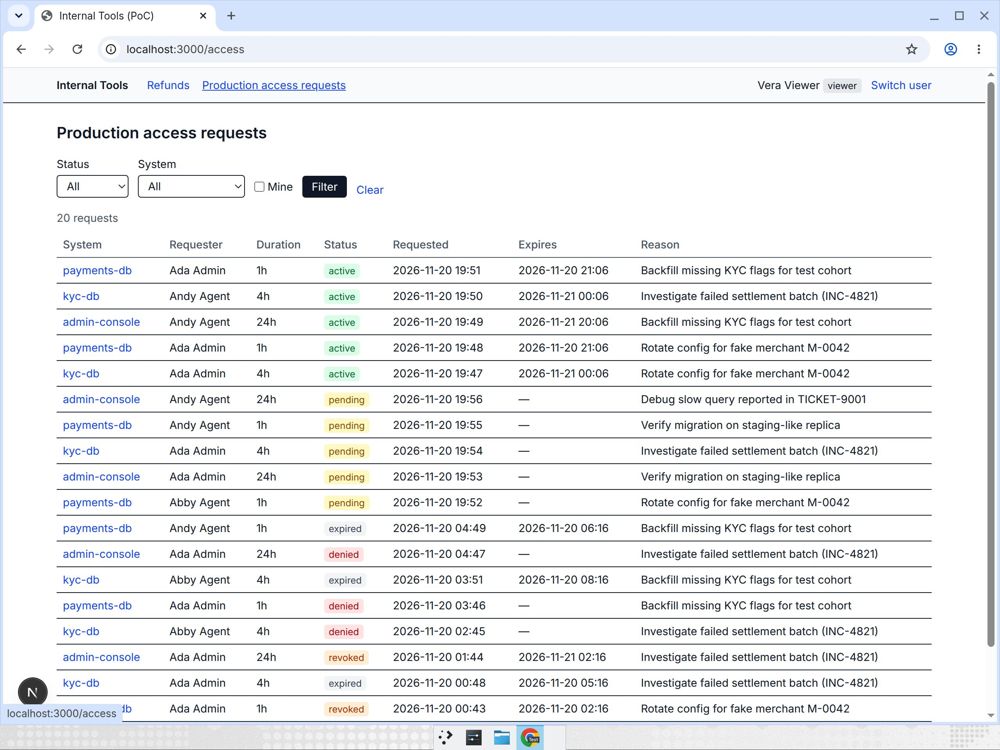 Internal Tools (PoC)
localhost:3000/access
Internal Tools Refunds Production access requests Vera Viewer viewer Switch user
Production access requests
Status System
All All Mine Filter Clear
20 requests
System Requester Duration Status Requested Expires Reason
payments-db Ada Admin 1h active 2026-11-20 19:51 2026-11-20 21:06 Backfill missing KYC flags for test cohort
kyc-db Andy Agent 4h active 2026-11-20 19:50 2026-11-21 00:06 Investigate failed settlement batch (INC-4821)
admin-console Andy Agent 24h active 2026-11-20 19:49 2026-11-21 20:06 Backfill missing KYC flags for test cohort
payments-db Ada Admin 1h active 2026-11-20 19:48 2026-11-20 21:06 Rotate config for fake merchant M-0042
kyc-db Ada Admin 4h active 2026-11-20 19:47 2026-11-21 00:06 Rotate config for fake merchant M-0042
admin-console Andy Agent 24h pending 2026-11-20 19:56 — Debug slow query reported in TICKET-9001
payments-db Andy Agent 1h pending 2026-11-20 19:55 — Verify migration on staging-like replica
kyc-db Ada Admin 4h pending 2026-11-20 19:54 — Investigate failed settlement batch (INC-4821)
admin-console Ada Admin 24h pending 2026-11-20 19:53 — Verify migration on staging-like replica
payments-db Abby Agent 1h pending 2026-11-20 19:52 — Rotate config for fake merchant M-0042
payments-db Andy Agent 1h expired 2026-11-20 04:49 2026-11-20 06:16 Backfill missing KYC flags for test cohort
admin-console Ada Admin 24h denied 2026-11-20 04:47 — Investigate failed settlement batch (INC-4821)
kyc-db Abby Agent 4h expired 2026-11-20 03:51 2026-11-20 08:16 Backfill missing KYC flags for test cohort
payments-db Ada Admin 1h denied 2026-11-20 03:46 — Backfill missing KYC flags for test cohort
kyc-db Abby Agent 4h denied 2026-11-20 02:45 — Investigate failed settlement batch (INC-4821)
admin-console Ada Admin 24h revoked 2026-11-20 01:44 2026-11-21 02:16 Investigate failed settlement batch (INC-4821)
kyc-db Ada Admin 4h expired 2026-11-20 00:48 2026-11-20 05:16 Investigate failed settlement batch (INC-4821)
db Ada Admin 1h revoked 2026-11-20 00:43 2026-11-20 02:16 Rotate config for fake merchant M-0042
N
localhost:3000/access